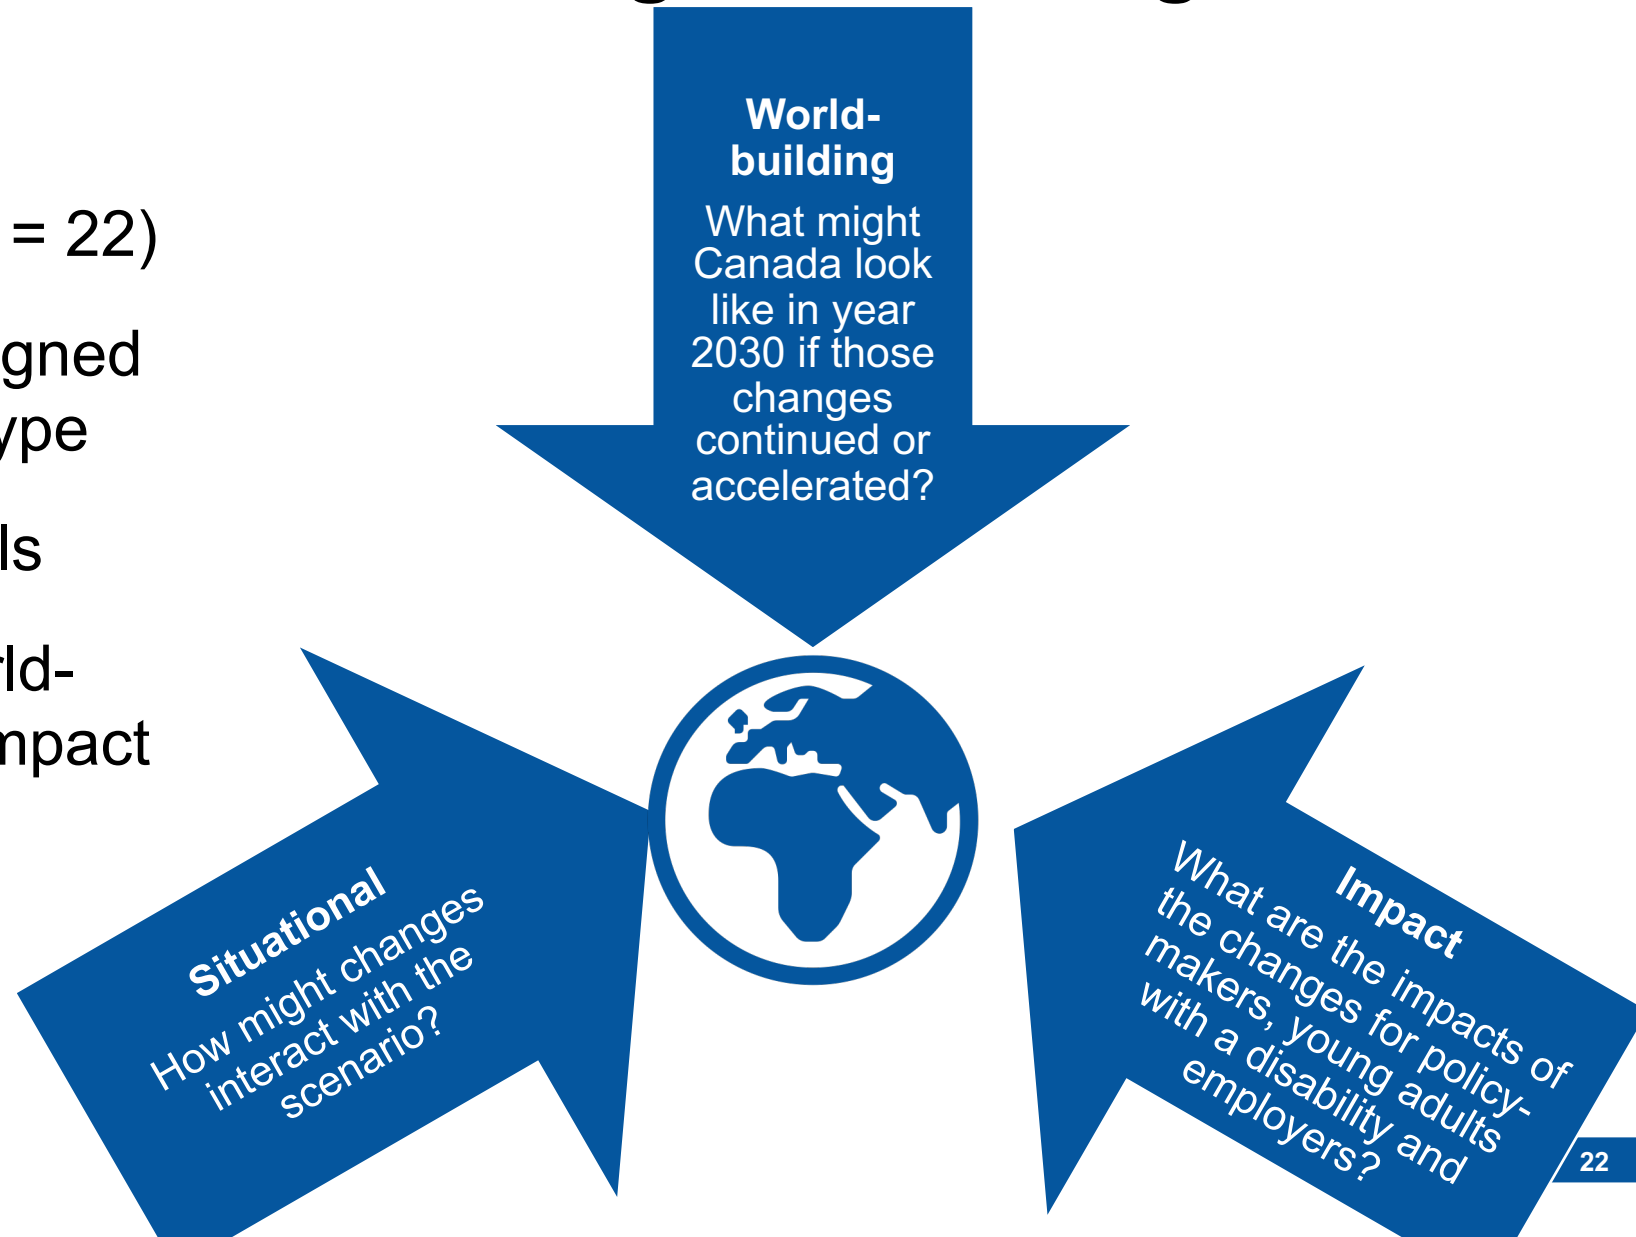 = 22)
gned
ype
ls
rld-
mpact
World-
building
What might
Canada look
like in year
2030 if those
changes
continued or
accelerated?
Situational
How might changes
interact with the
scenario?
Impact
What are the impacts of
the changes for policy-
makers, young adults
with a disability and
employers?
22